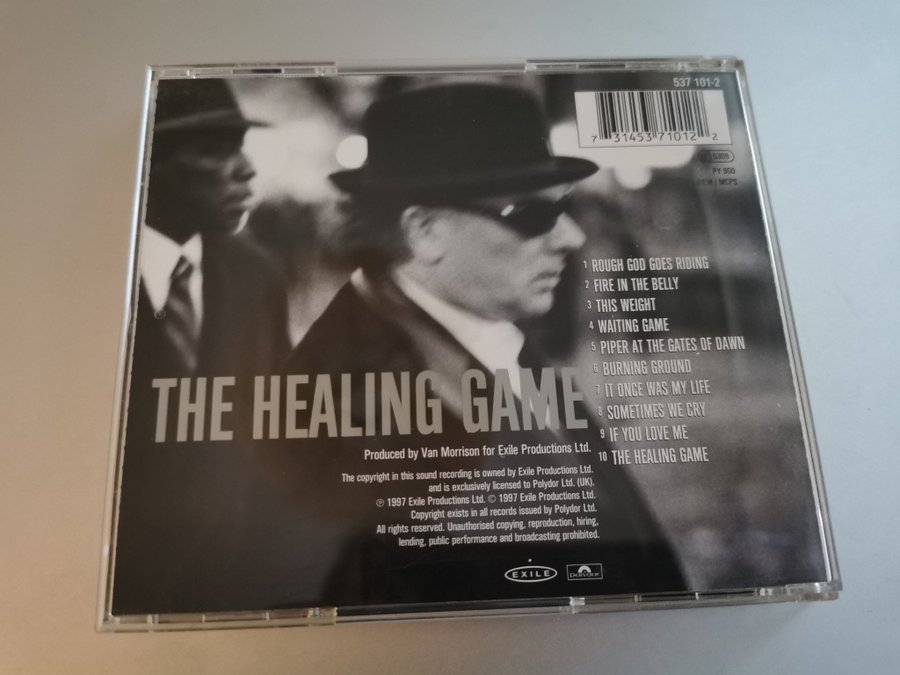 537 101-2
7 31453 71012 2
0309
PY 900
BIEM / MCPS
1 ROUGH GOD GOES RIDING
2 FIRE IN THE BELLY
3 THIS WEIGHT
4 WAITING GAME
5 PIPER AT THE GATES OF DAWN
6 BURNING GROUND
7 IT ONCE WAS MY LIFE
8 SOMETIMES WE CRY
9 IF YOU LOVE ME
10 THE HEALING GAME
THE HEALING GAME
Produced by Van Morrison for Exile Productions Ltd.
The copyright in this sound recording is owned by Exile Productions Ltd.
and is exclusively licensed to Polydor Ltd. (UK).
℗ 1997 Exile Productions Ltd. © 1997 Exile Productions Ltd.
Copyright exists in all records issued by Polydor Ltd.
All rights reserved. Unauthorised copying, reproduction, hiring,
lending, public performance and broadcasting prohibited.
EXILE
polydor